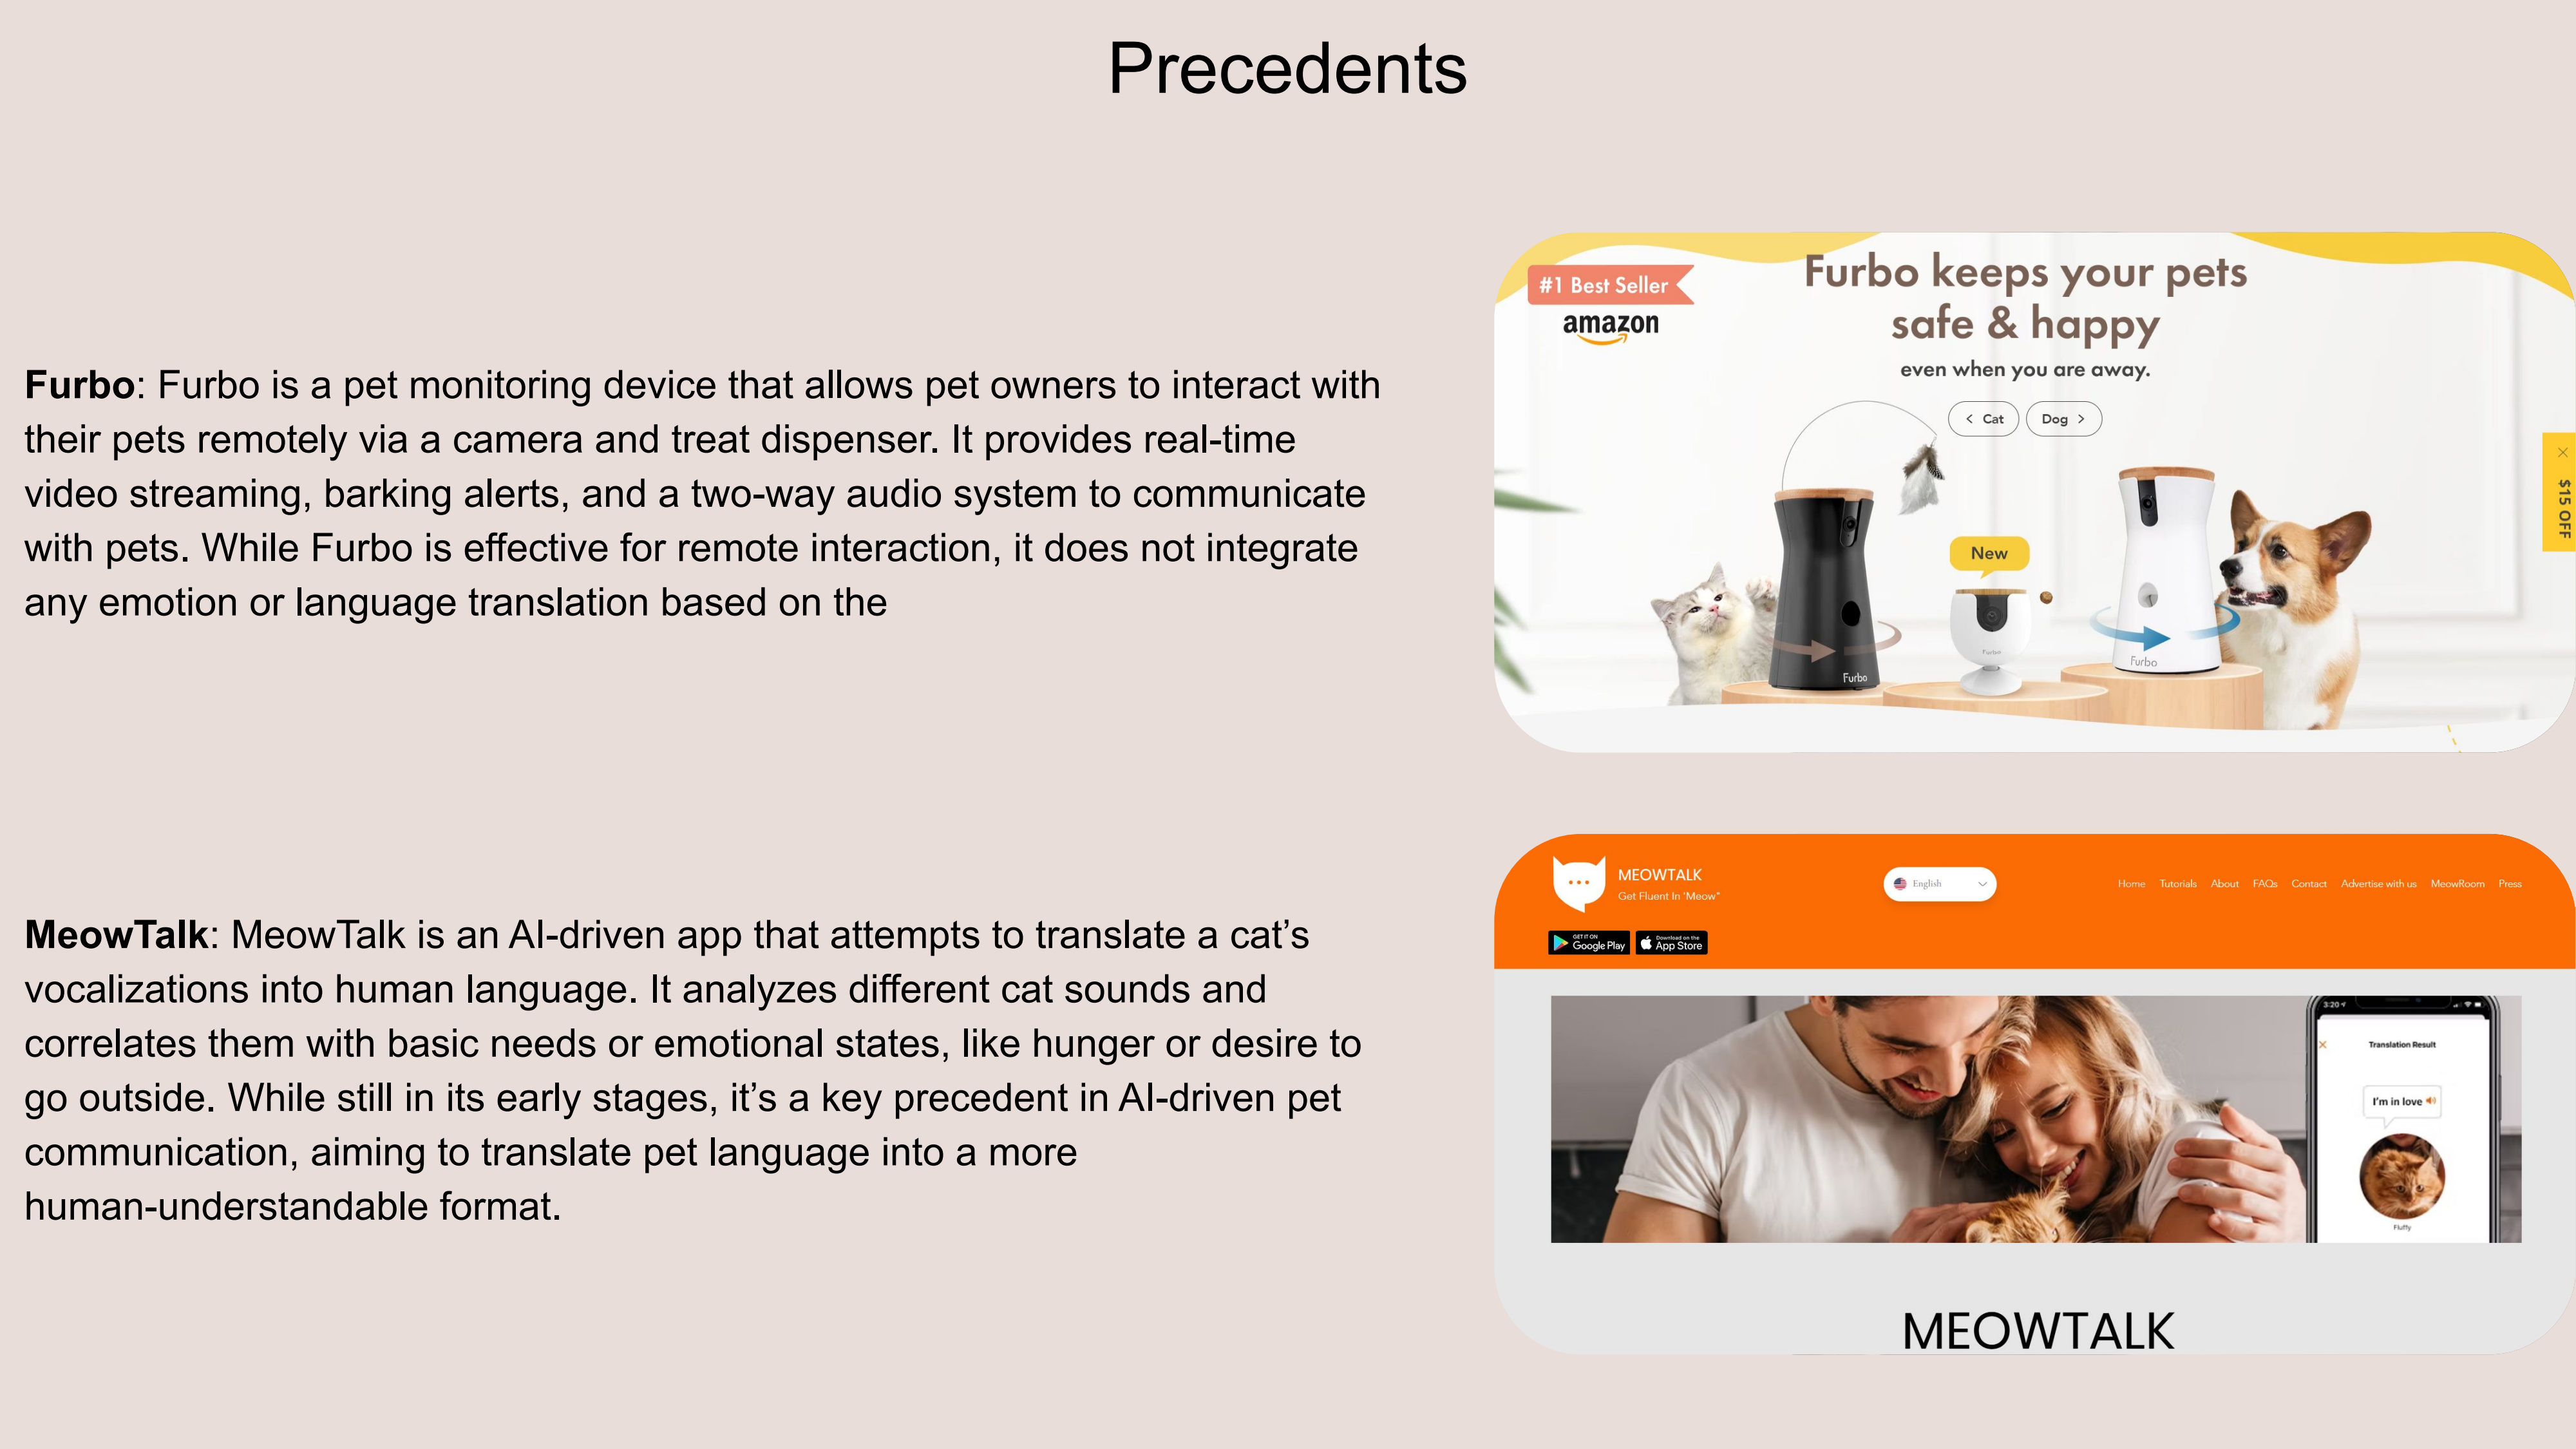 Precedents
Furbo: Furbo is a pet monitoring device that allows pet owners to interact with
their pets remotely via a camera and treat dispenser. It provides real-time
video streaming, barking alerts, and a two-way audio system to communicate
with pets. While Furbo is effective for remote interaction, it does not integrate
any emotion or language translation based on the
#1 Best Seller
amazon
Furbo keeps your pets
safe & happy
even when you are away.
< Cat
Dog >
$15 OFF
New
Furbo
Furbo
Furbo
MeowTalk: MeowTalk is an AI-driven app that attempts to translate a cat’s
vocalizations into human language. It analyzes different cat sounds and
correlates them with basic needs or emotional states, like hunger or desire to
go outside. While still in its early stages, it’s a key precedent in AI-driven pet
communication, aiming to translate pet language into a more
human-understandable format.
MEOWTALK
Get Fluent In 'Meow"
English
Home Tutorials About FAQs Contact Advertise with us MeowRoom Press
GET IT ON
Google Play
Download on the
App Store
3:20
Translation Result
I'm in love
Fluffy
MEOWTALK